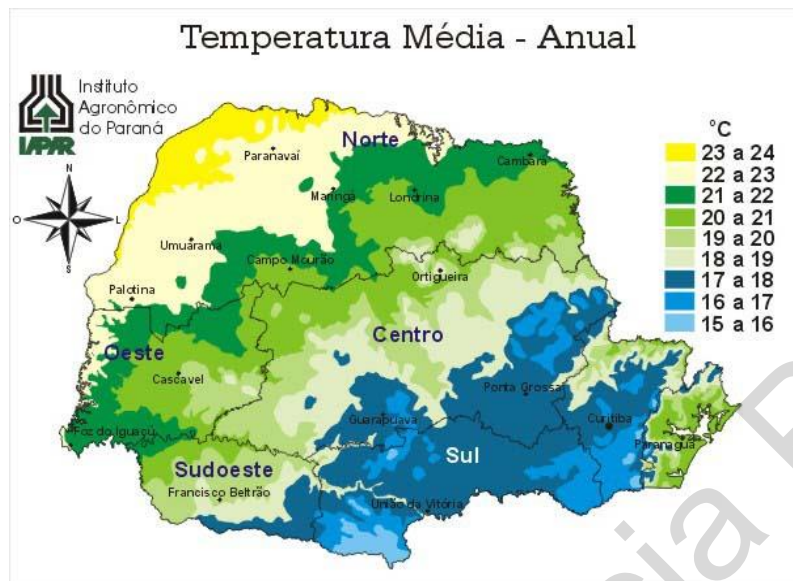 Temperatura Média - Anual
Instituto
Agronômico
do Paraná
IAPAR
N
O
L
S
°C
23 a 24
22 a 23
21 a 22
20 a 21
19 a 20
18 a 19
17 a 18
16 a 17
15 a 16
Norte
Paranavaí
Cambará
Maringá
Londrina
Umuarama
Campo Mourão
Ortigueira
Palotina
Centro
Oeste
Cascavel
Ponta Grossa
Guarapuava
Curitiba
Foz do Iguaçú
Paranaguá
Sul
Sudoeste
Francisco Beltrão
União da Vitória